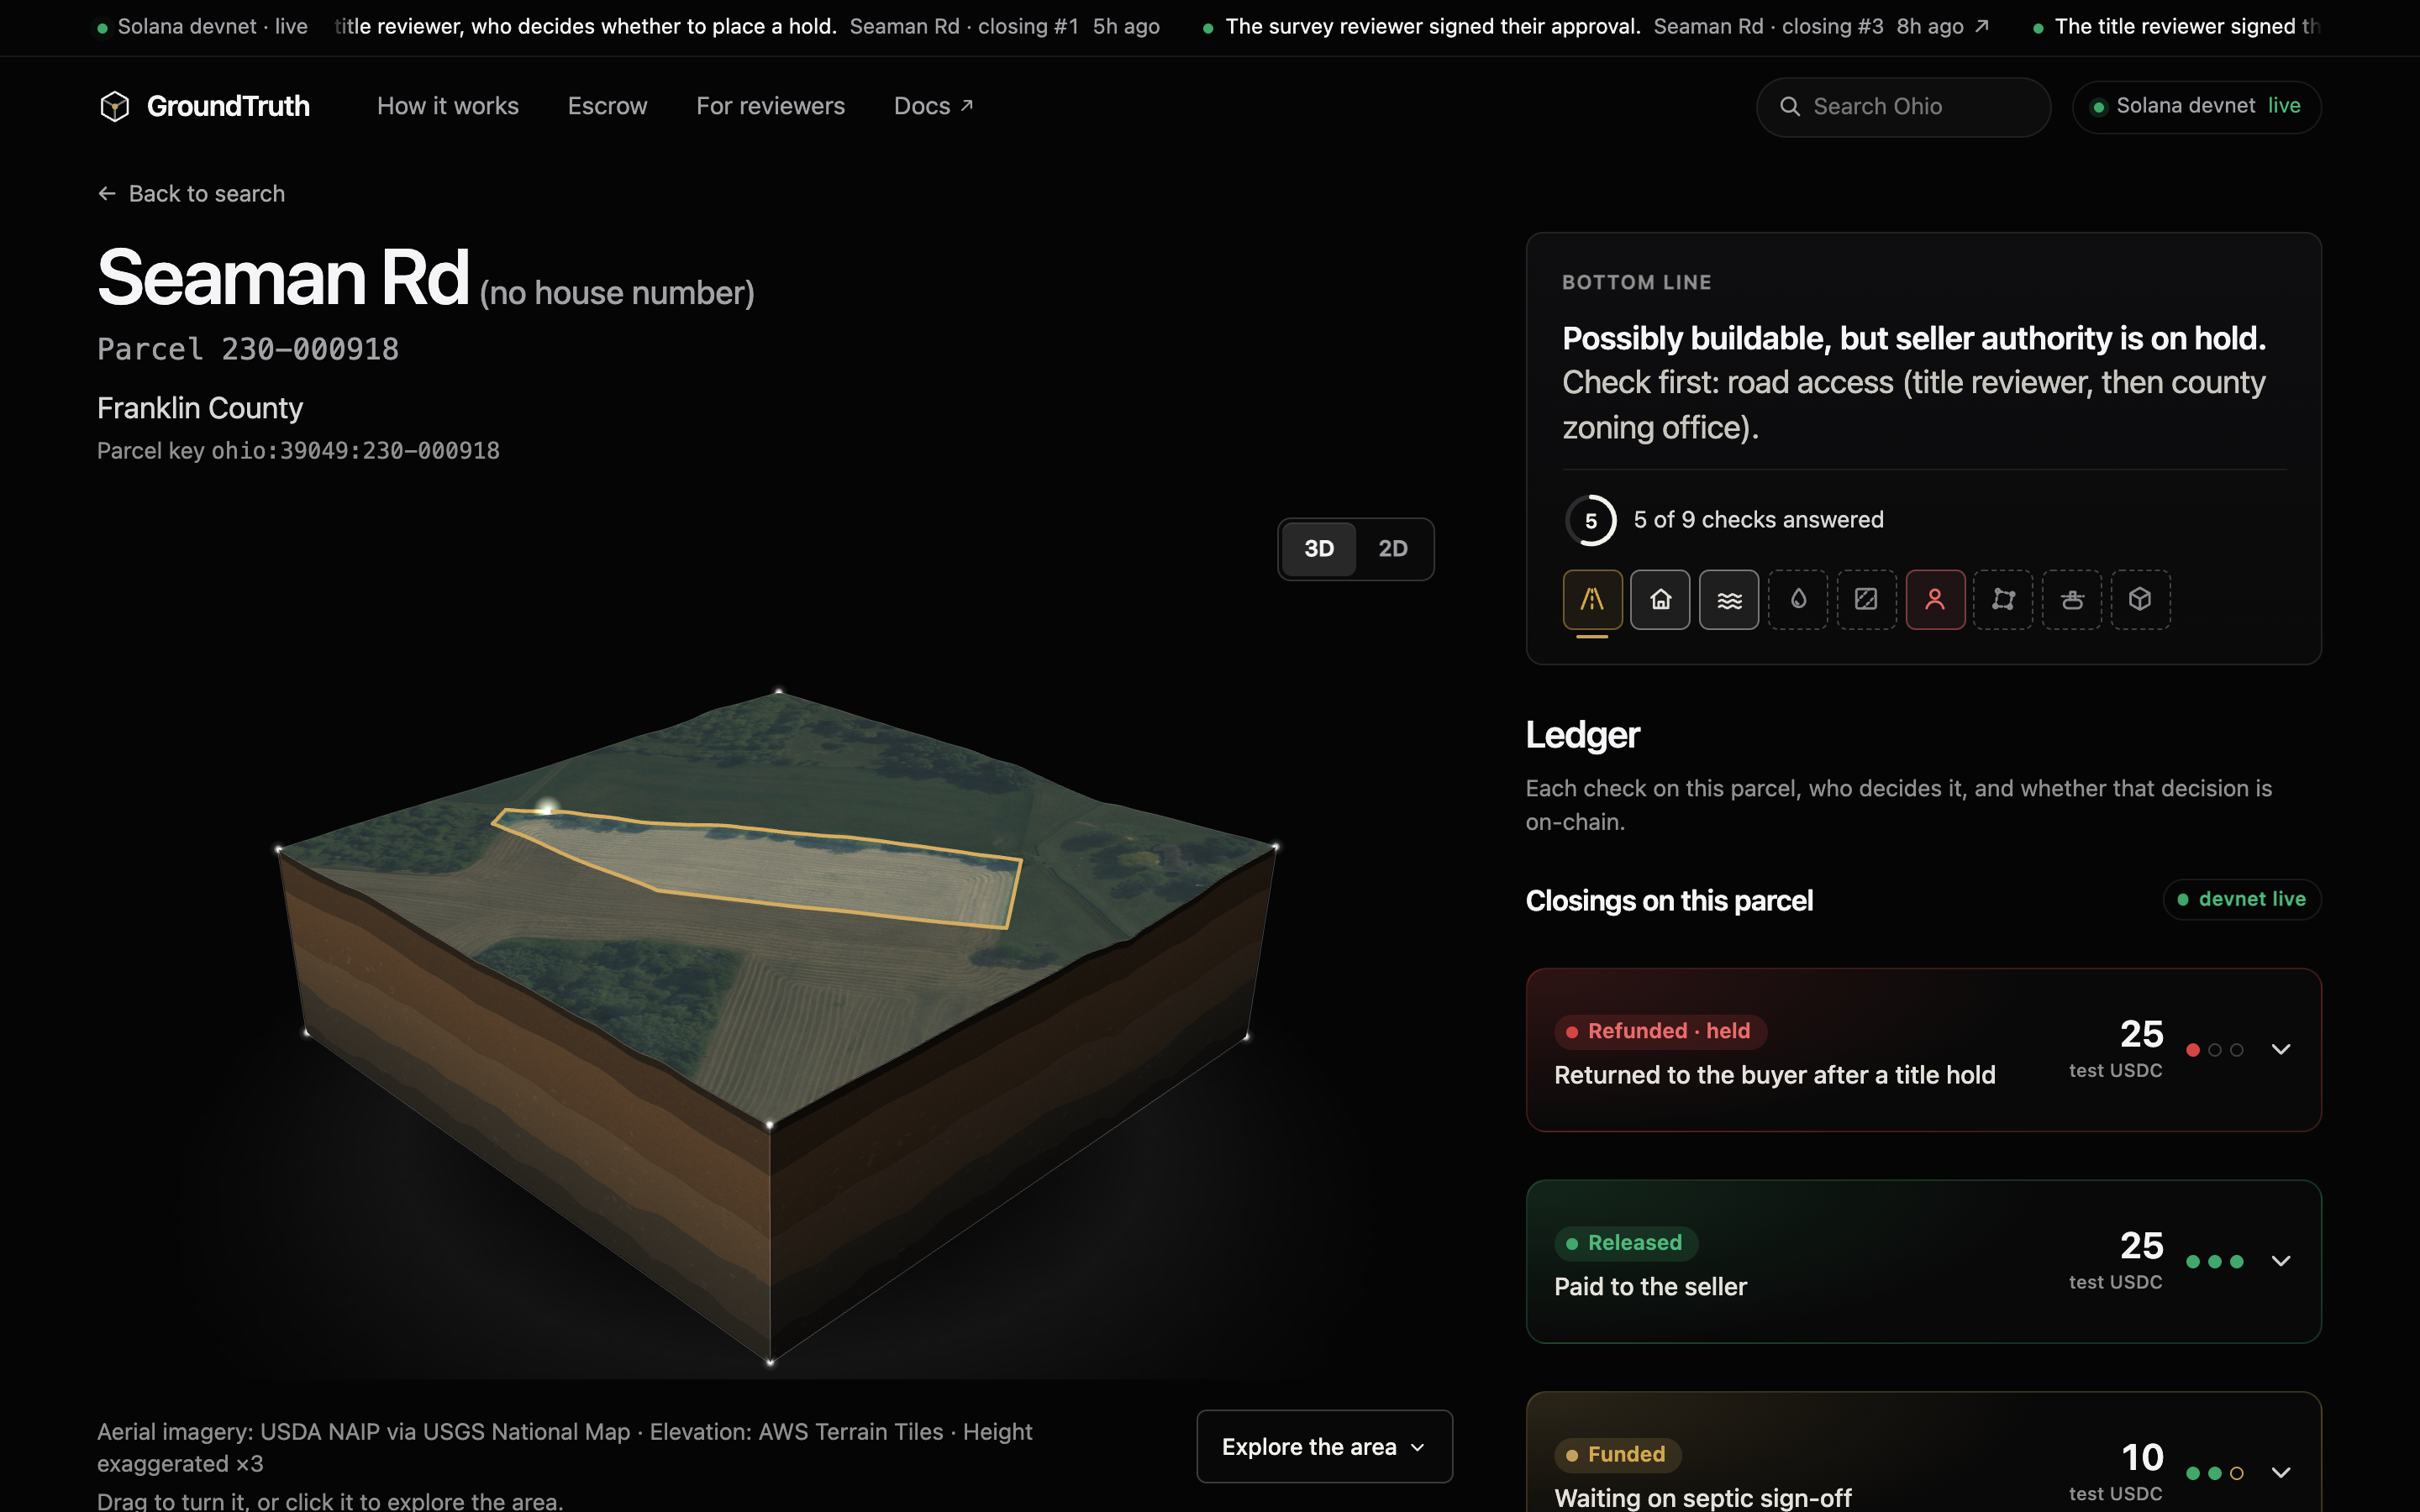 Solana devnet · live title reviewer, who decides whether to place a hold. Seaman Rd · closing #1 5h ago The survey reviewer signed their approval. Seaman Rd · closing #3 8h ago ↗ The title reviewer signed th
GroundTruth How it works Escrow For reviewers Docs ↗ Search Ohio Solana devnet live
← Back to search
Seaman Rd (no house number)
Parcel 230-000918
Franklin County
Parcel key ohio:39049:230-000918
3D 2D
Aerial imagery: USDA NAIP via USGS National Map · Elevation: AWS Terrain Tiles · Height
exaggerated ×3
Drag to turn it, or click it to explore the area.
Explore the area
BOTTOM LINE
Possibly buildable, but seller authority is on hold.
Check first: road access (title reviewer, then county
zoning office).
5 5 of 9 checks answered
Ledger
Each check on this parcel, who decides it, and whether that decision is
on-chain.
Closings on this parcel devnet live
Refunded · held
Returned to the buyer after a title hold
25
test USDC
Released
Paid to the seller
25
test USDC
Funded
Waiting on septic sign-off
10
test USDC